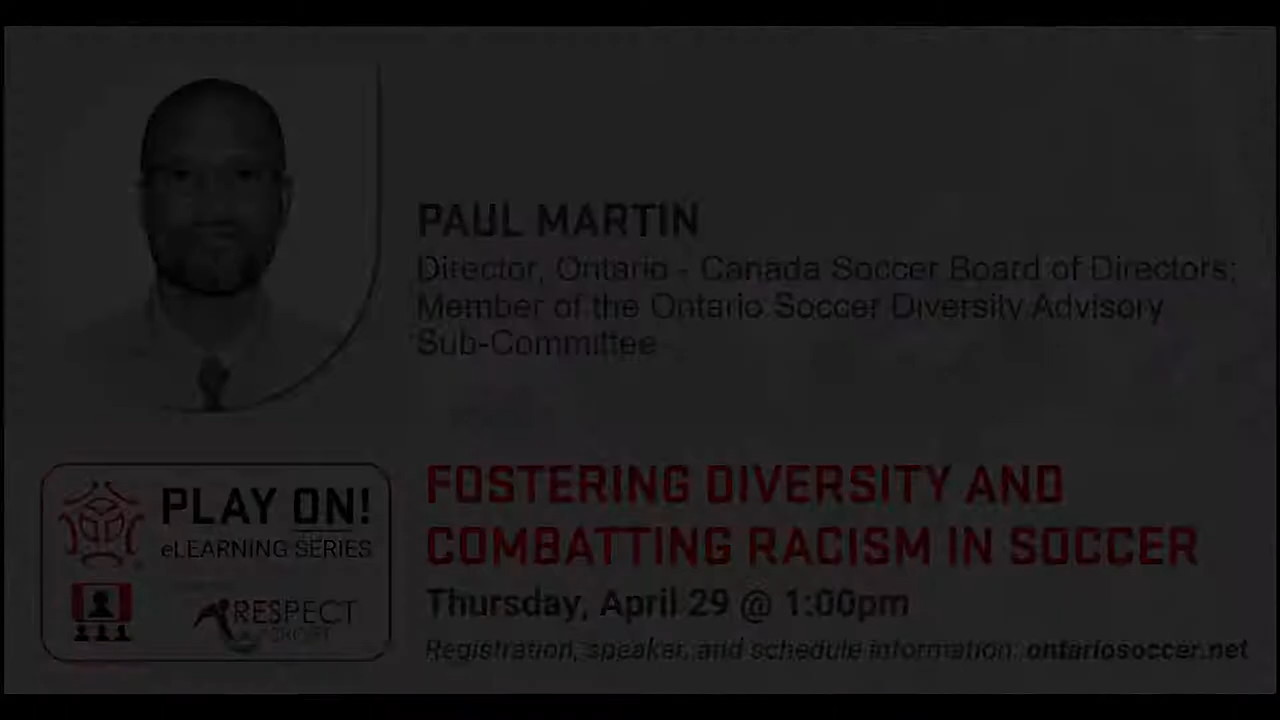 PAUL MARTIN
Director, Ontario - Canada Soccer Board of Directors;
Member of the Ontario Soccer Diversity Advisory
Sub-Committee
PLAY ON!
eLEARNING SERIES
RESPECT
FOSTERING DIVERSITY AND
COMBATTING RACISM IN SOCCER
Thursday, April 29 @ 1:00pm
Registration, speaker, and schedule information: ontariosoccer.net